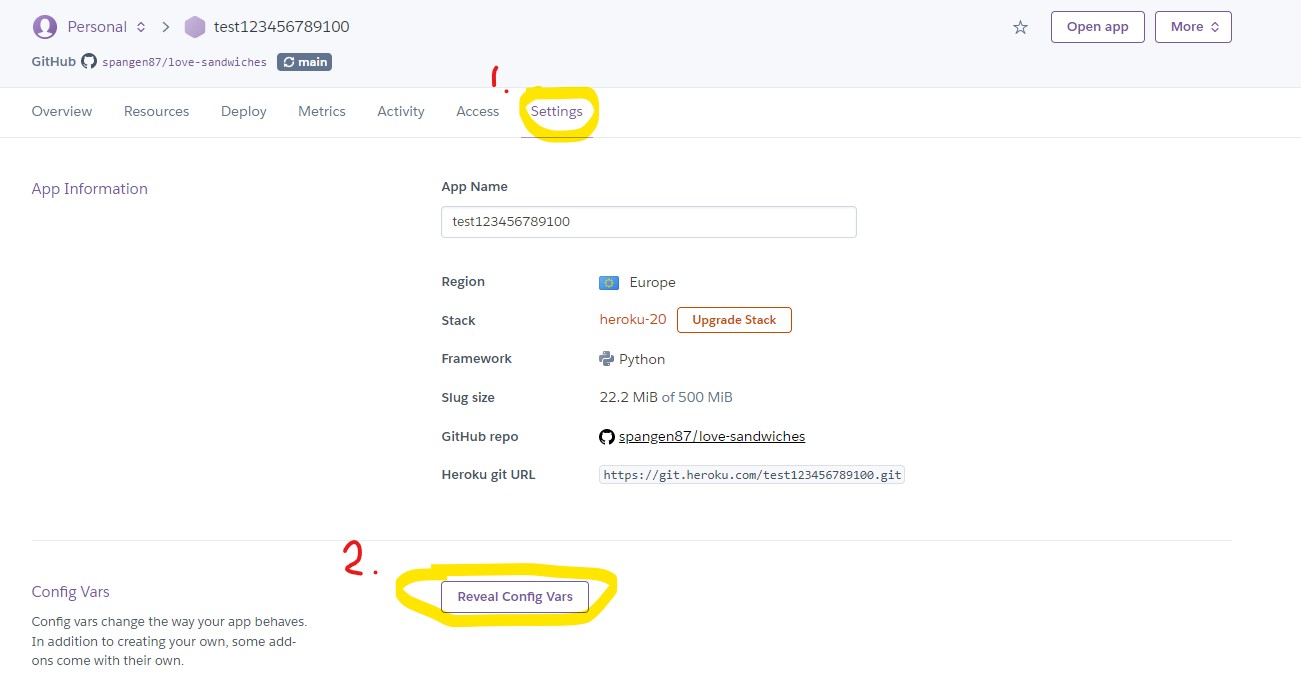 Personal test123456789100 Open app More
GitHub spangen87/love-sandwiches main
1.
Overview Resources Deploy Metrics Activity Access Settings
App Information
App Name
test123456789100
Region Europe
Stack heroku-20 Upgrade Stack
Framework Python
Slug size 22.2 MiB of 500 MiB
GitHub repo spangen87/love-sandwiches
Heroku git URL https://git.heroku.com/test123456789100.git
2.
Config Vars Reveal Config Vars
Config vars change the way your app behaves.
In addition to creating your own, some add-
ons come with their own.